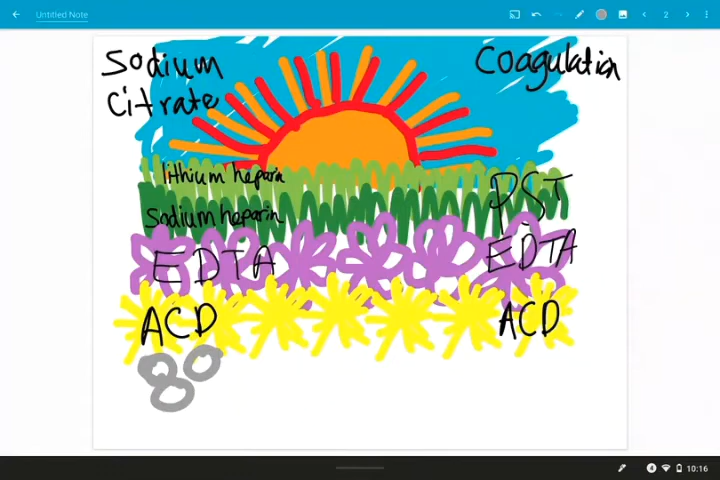 Untitled Note
2
Sodium
Citrate
Coagulation
lithium heparin
Sodium heparin
PST
EDTA
EDTA
ACD
ACD
10:16